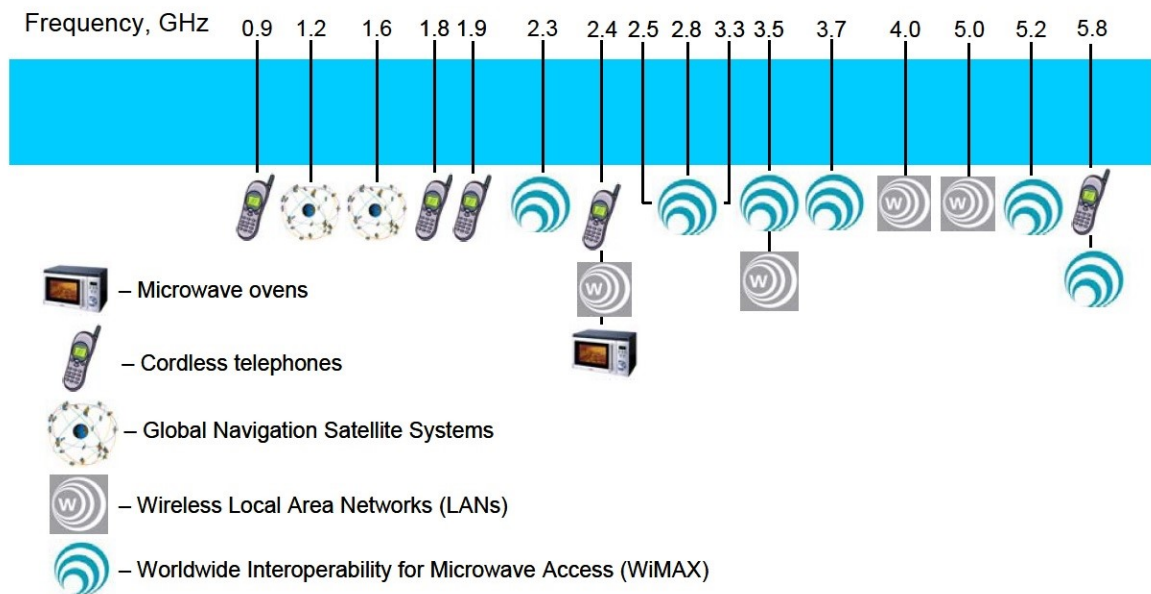 Frequency, GHz 0.9 1.2 1.6 1.8 1.9 2.3 2.4 2.5 2.8 3.3 3.5 3.7 4.0 5.0 5.2 5.8
W W
W W
– Microwave ovens
– Cordless telephones
– Global Navigation Satellite Systems
W – Wireless Local Area Networks (LANs)
– Worldwide Interoperability for Microwave Access (WiMAX)